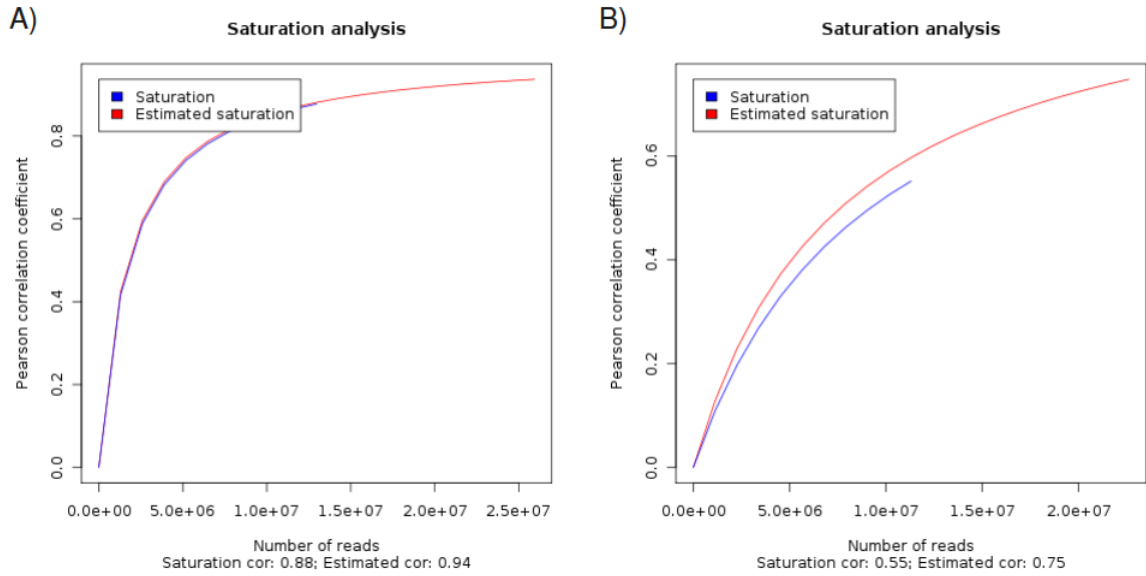 A)
Saturation analysis
Saturation
Estimated saturation
Pearson correlation coefficient
0.8
0.6
0.4
0.2
0.0
0.0e+00 5.0e+06 1.0e+07 1.5e+07 2.0e+07 2.5e+07
Number of reads
Saturation cor: 0.88; Estimated cor: 0.94
B)
Saturation analysis
Saturation
Estimated saturation
Pearson correlation coefficient
0.6
0.4
0.2
0.0
0.0e+00 5.0e+06 1.0e+07 1.5e+07 2.0e+07
Number of reads
Saturation cor: 0.55; Estimated cor: 0.75